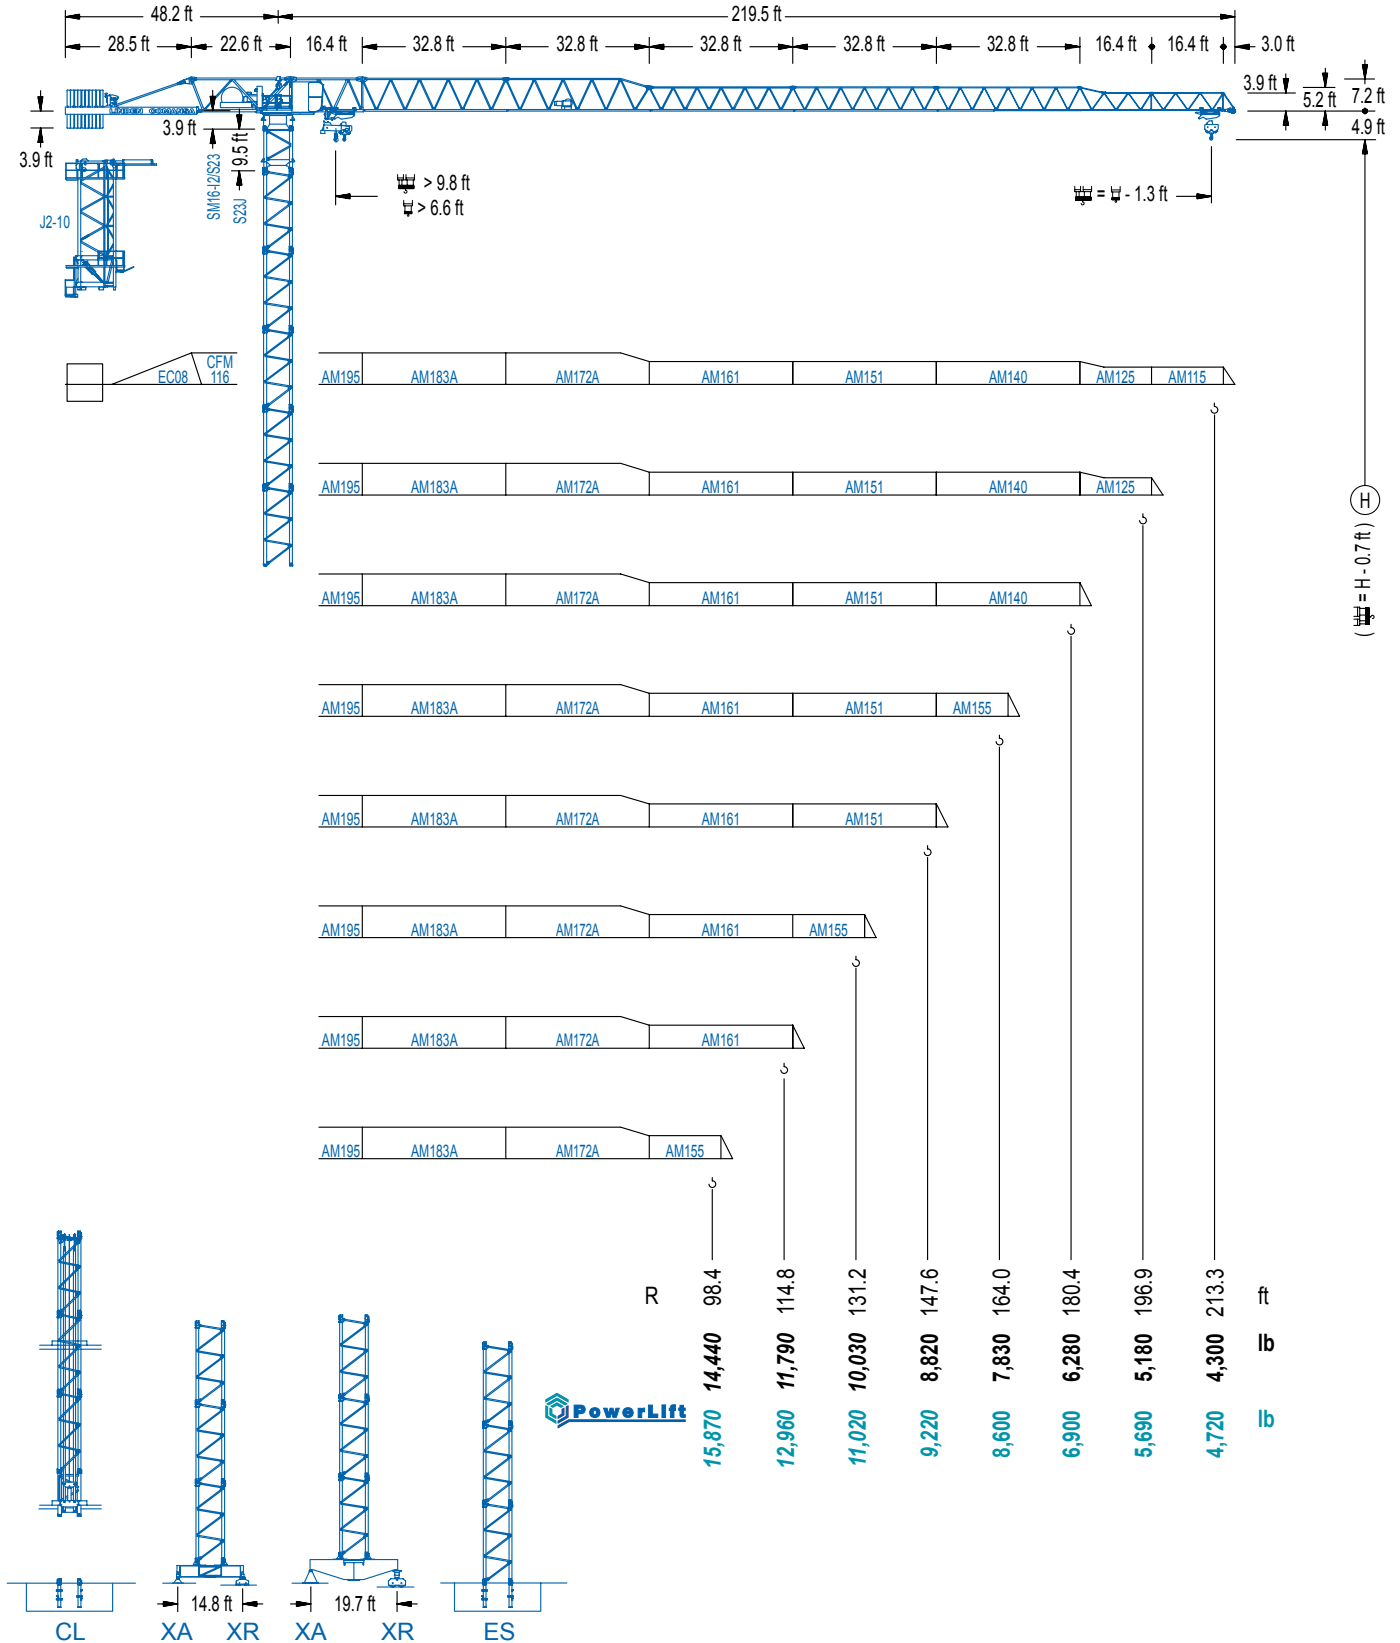 48.2 ft 219.5 ft
28.5 ft 22.6 ft 16.4 ft 32.8 ft 32.8 ft 32.8 ft 32.8 ft 32.8 ft 16.4 ft 16.4 ft 3.0 ft
LINDEN COMANSA
3.9 ft 5.2 ft 7.2 ft
3.9 ft 4.9 ft
3.9 ft 9.5 ft
SM16-I2/S23
S23J
J2-10
> 9.8 ft
> 6.6 ft
= - 1.3 ft
EC08 CFM 116
AM195 AM183A AM172A AM161 AM151 AM140 AM125 AM115
AM195 AM183A AM172A AM161 AM151 AM140 AM125
H
( = H - 0.7 ft )
AM195 AM183A AM172A AM161 AM151 AM140
AM195 AM183A AM172A AM161 AM151 AM155
AM195 AM183A AM172A AM161 AM151
AM195 AM183A AM172A AM161 AM155
AM195 AM183A AM172A AM161
AM195 AM183A AM172A AM155
R 98.4 114.8 131.2 147.6 164.0 180.4 196.9 213.3 ft
14,440 11,790 10,030 8,820 7,830 6,280 5,180 4,300 lb
PowerLift 15,870 12,960 11,020 9,220 8,600 6,900 5,690 4,720 lb
14.8 ft 19.7 ft
CL XA XR XA XR ES